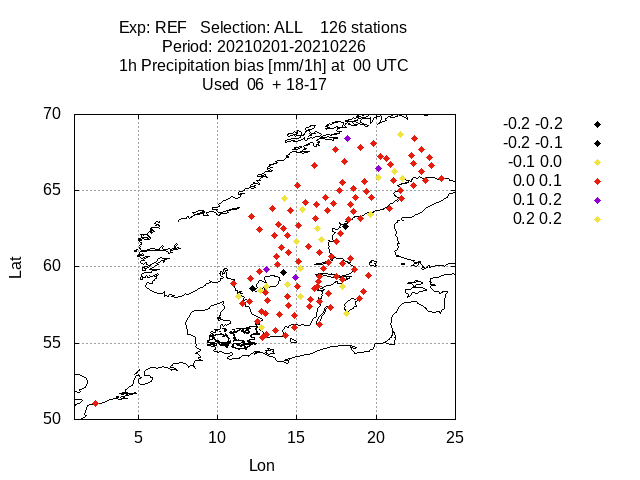 Exp: REF   Selection: ALL    126 stations
Period: 20210201-20210226
1h Precipitation bias [mm/1h] at  00 UTC
Used  06  + 18-17
-0.2 -0.2
-0.2 -0.1
-0.1 0.0
0.0 0.1
0.1 0.2
0.2 0.2
Lat
70
65
60
55
50
5 10 15 20 25
Lon